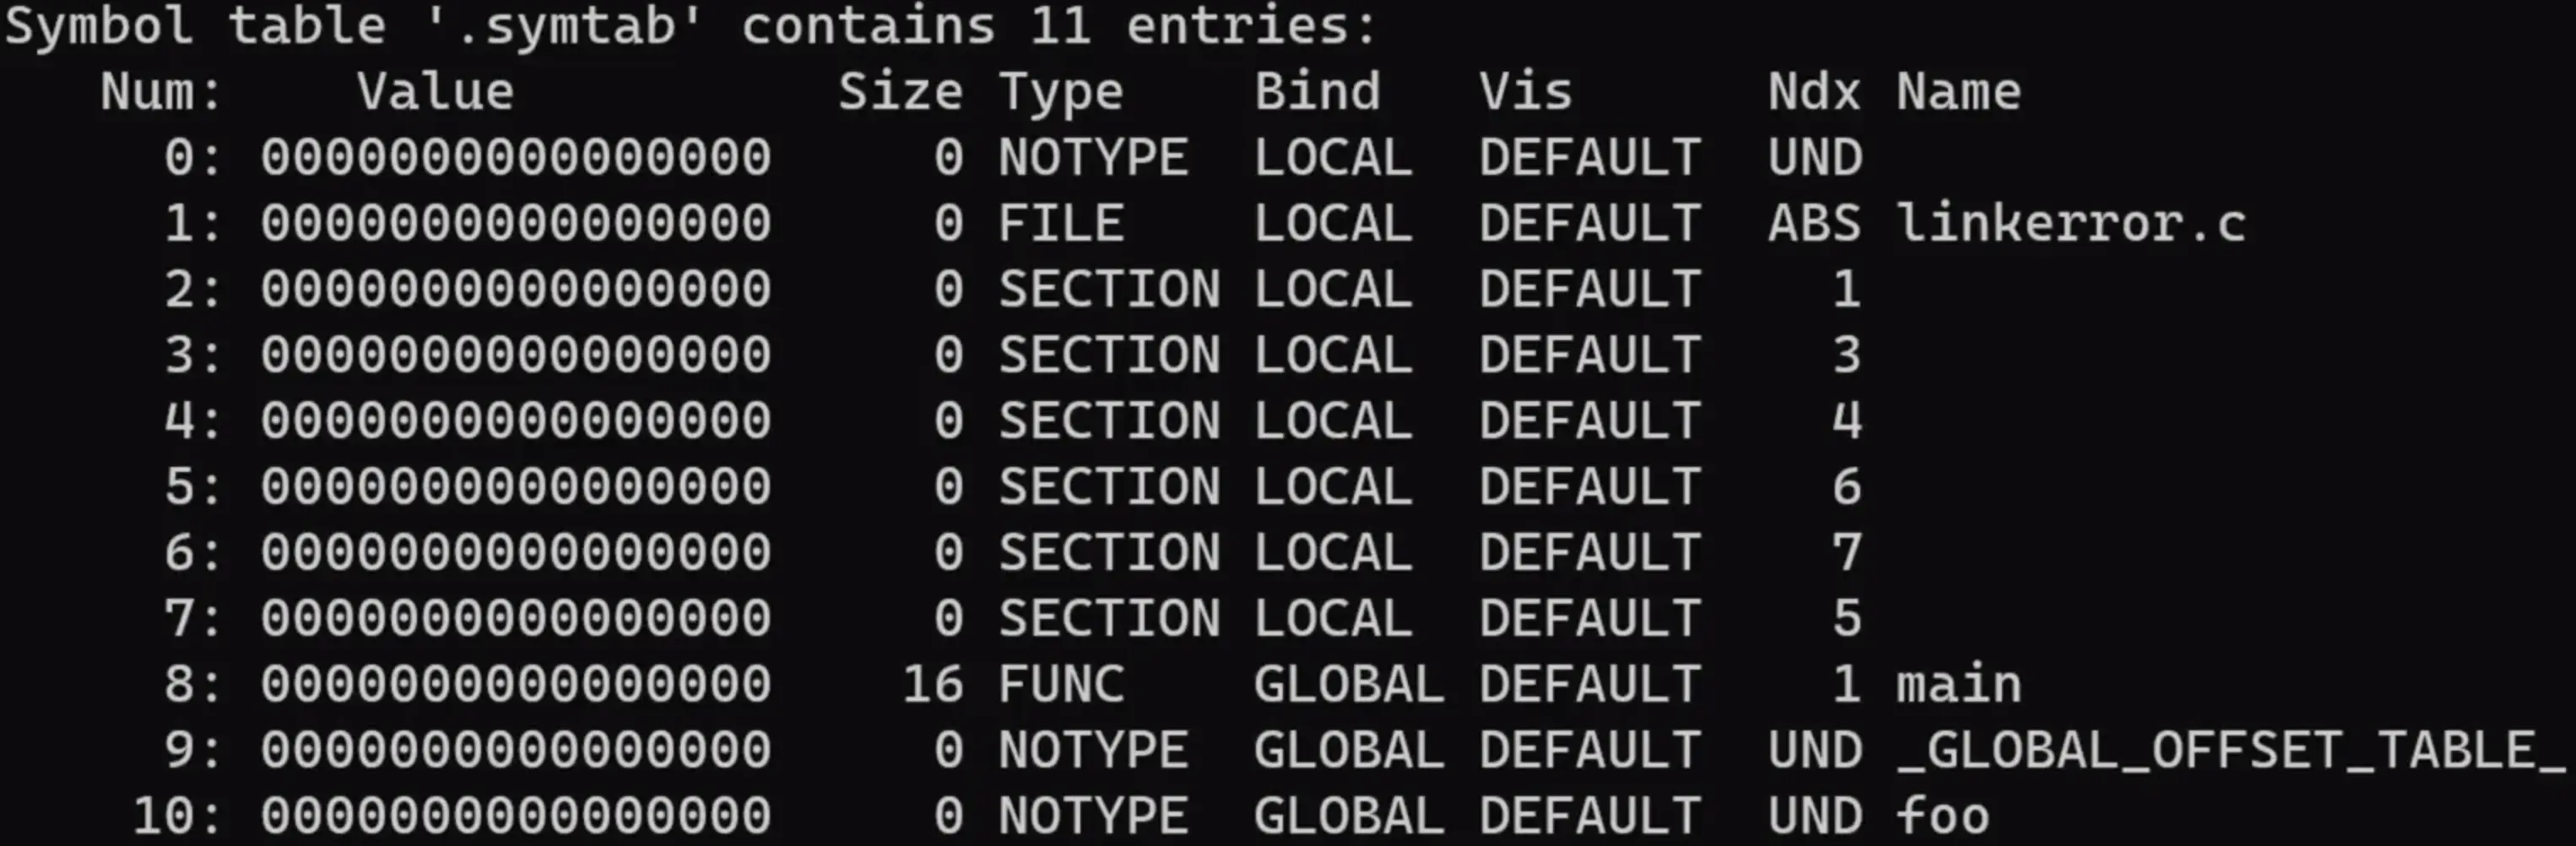 Symbol table '.symtab' contains 11 entries:
   Num:    Value          Size Type    Bind   Vis      Ndx Name
     0: 0000000000000000     0 NOTYPE  LOCAL  DEFAULT  UND
     1: 0000000000000000     0 FILE    LOCAL  DEFAULT  ABS linkerror.c
     2: 0000000000000000     0 SECTION LOCAL  DEFAULT    1
     3: 0000000000000000     0 SECTION LOCAL  DEFAULT    3
     4: 0000000000000000     0 SECTION LOCAL  DEFAULT    4
     5: 0000000000000000     0 SECTION LOCAL  DEFAULT    6
     6: 0000000000000000     0 SECTION LOCAL  DEFAULT    7
     7: 0000000000000000     0 SECTION LOCAL  DEFAULT    5
     8: 0000000000000000    16 FUNC    GLOBAL DEFAULT    1 main
     9: 0000000000000000     0 NOTYPE  GLOBAL DEFAULT  UND _GLOBAL_OFFSET_TABLE_
    10: 0000000000000000     0 NOTYPE  GLOBAL DEFAULT  UND foo